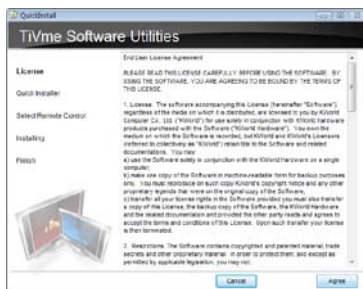 QuickInstall
TiVme Software Utilities
License
Quick Installer
Select Remote Control
Installing
Finish
End User License Agreement
PLEASE READ THIS LICENSE CAREFULLY BEFORE USING THE SOFTWARE. BY
USING THE SOFTWARE, YOU ARE AGREEING TO BE BOUND BY THE TERMS OF
THIS LICENSE.
1. License. The software accompanying this License (hereinafter "Software"),
regardless of the media on which it is distributed, are licensed to you by KWorld
Computer Co., Ltd. ("KWorld") for use solely in conjunction with KWorld hardware
products purchased with the Software ("KWorld Hardware"). You own the
medium on which the Software is recorded, but KWorld and KWorld's Licensors
(referred to collectively as "KWorld") retain title to the Software and related
documentations. You may
a) use the Software solely in conjunction with the KWorld Hardware on a single
computer;
b) make one copy of the Software in machine-readable form for backup purposes
only. You must reproduce on such copy KWorld's copyright notice and any other
proprietary legends that were on the original copy of the Software;
c) transfer all your license rights in the Software provided you must also transfer
a copy of this License, the backup copy of the Software, the KWorld Hardware
and the related documentation and provided the other party reads and agrees to
accept the terms and conditions of this License. Upon such transfer your license
is then terminated.
2. Restrictions. The Software contains copyrighted and patented material, trade
secrets and other proprietary material. In order to protect them, and except as
permitted by applicable legislation, you may not:
Cancel
Agree